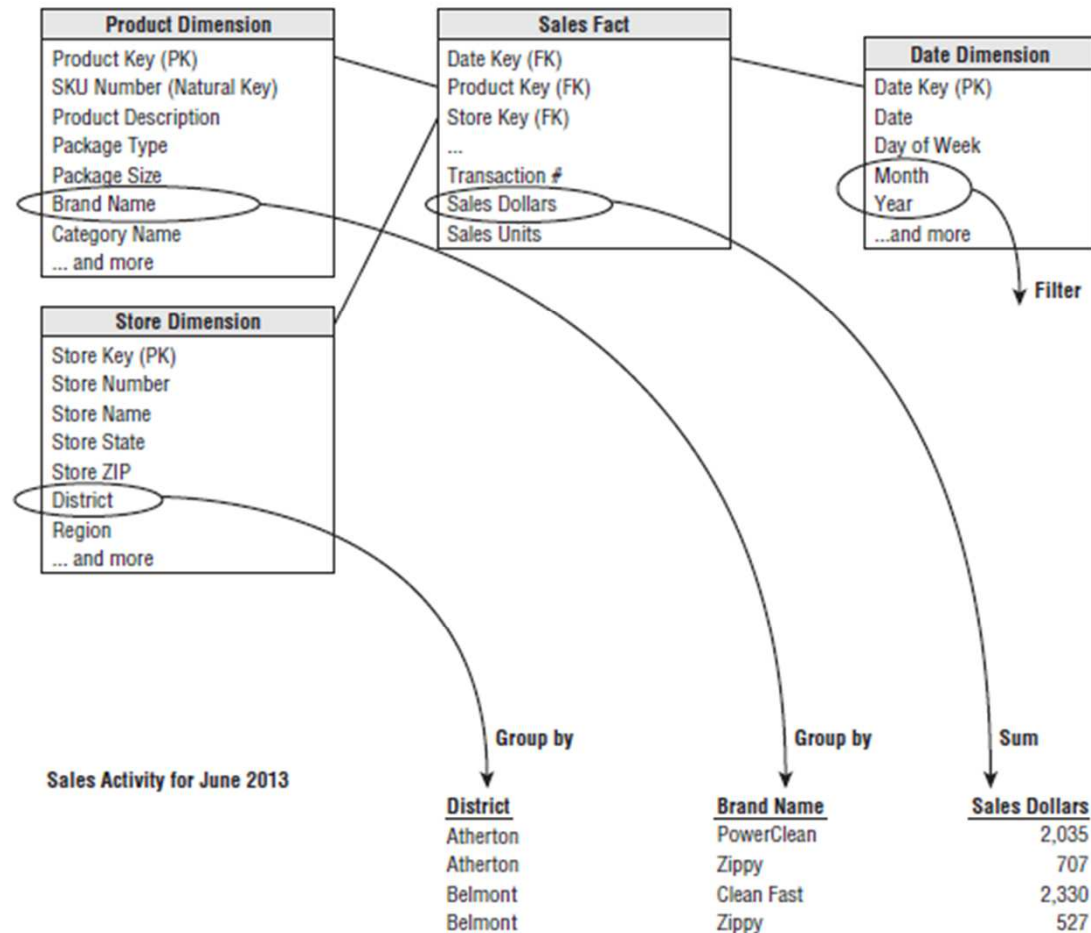 Product Dimension
Product Key (PK)
SKU Number (Natural Key)
Product Description
Package Type
Package Size
Brand Name
Category Name
... and more
Sales Fact
Date Key (FK)
Product Key (FK)
Store Key (FK)
...
Transaction #
Sales Dollars
Sales Units
Date Dimension
Date Key (PK)
Date
Day of Week
Month
Year
...and more
Filter
Store Dimension
Store Key (PK)
Store Number
Store Name
Store State
Store ZIP
District
Region
... and more
Group by
Group by
Sum
Sales Activity for June 2013
District Brand Name Sales Dollars
Atherton PowerClean 2,035
Atherton Zippy 707
Belmont Clean Fast 2,330
Belmont Zippy 527